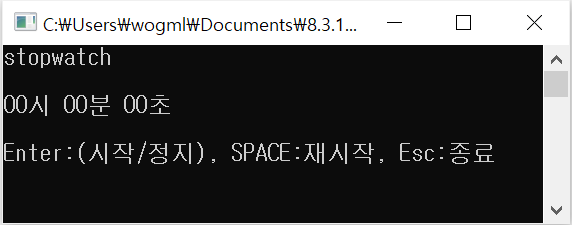 C:₩Users₩wogml₩Documents₩8.3.1...
stopwatch
00시 00분 00초
Enter:(시작/정지), SPACE:재시작, Esc:종료